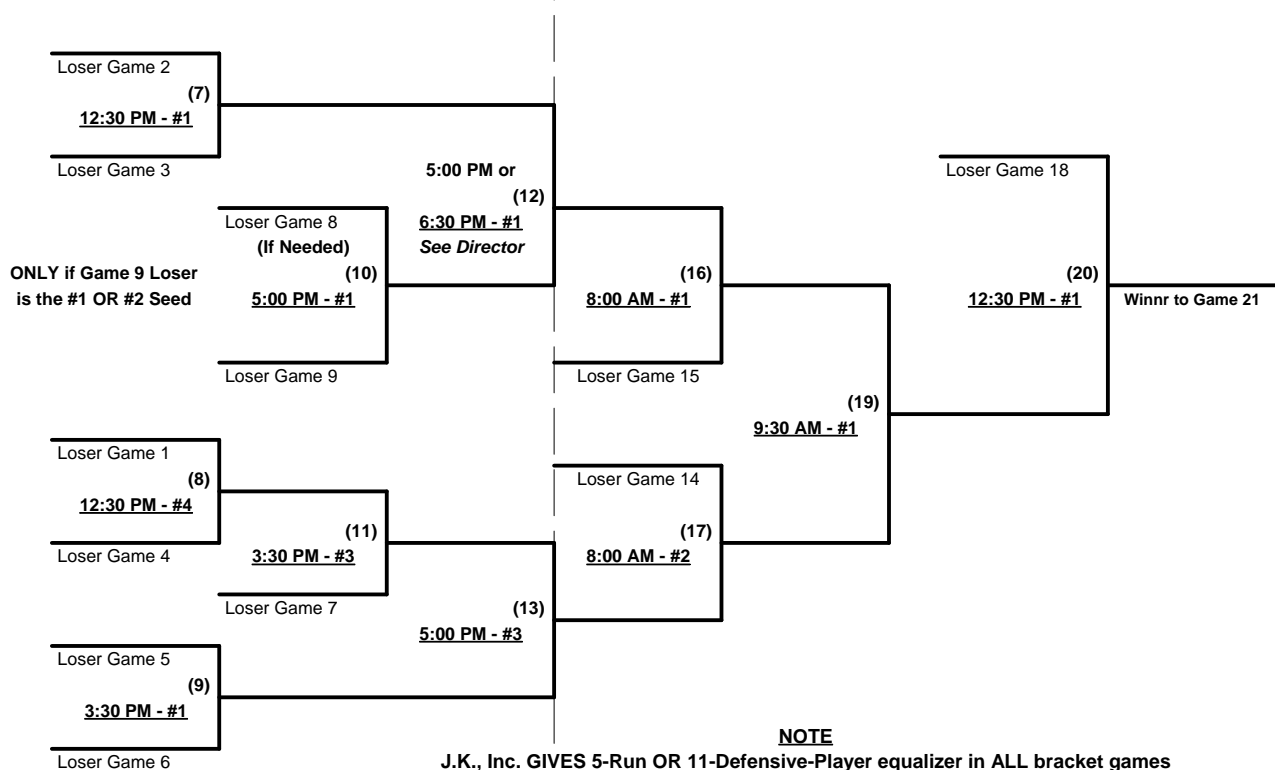 Loser Game 2
(7)
12:30 PM - #1
Loser Game 3
5:00 PM or
(12)
6:30 PM - #1
See Director
Loser Game 18
Loser Game 8
(If Needed)
ONLY if Game 9 Loser
is the #1 OR #2 Seed
(10)
5:00 PM - #1
Loser Game 9
(16)
8:00 AM - #1
Loser Game 15
(20)
12:30 PM - #1
Winnr to Game 21
(19)
9:30 AM - #1
Loser Game 1
(8)
12:30 PM - #4
Loser Game 4
(11)
3:30 PM - #3
Loser Game 7
Loser Game 14
(17)
8:00 AM - #2
(13)
5:00 PM - #3
Loser Game 5
(9)
3:30 PM - #1
Loser Game 6
NOTE
J.K., Inc. GIVES 5-Run OR 11-Defensive-Player equalizer in ALL bracket games